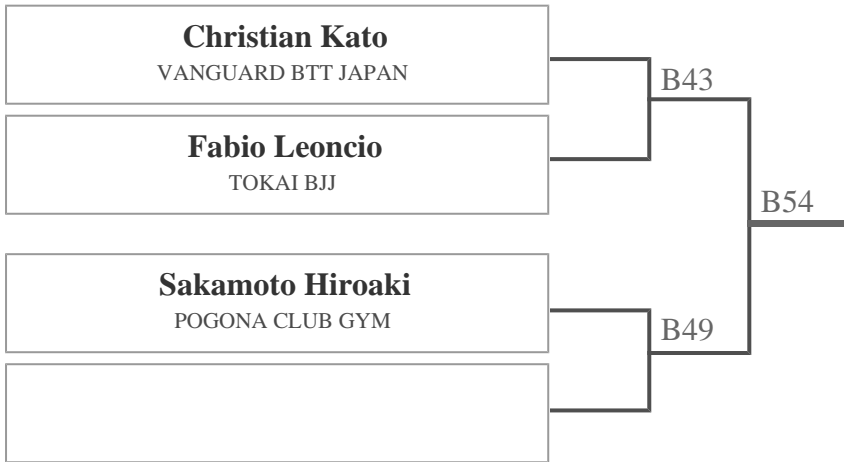 Christian Kato
VANGUARD BTT JAPAN
B43
Fabio Leoncio
TOKAI BJJ
B54
Sakamoto Hiroaki
POGONA CLUB GYM
B49